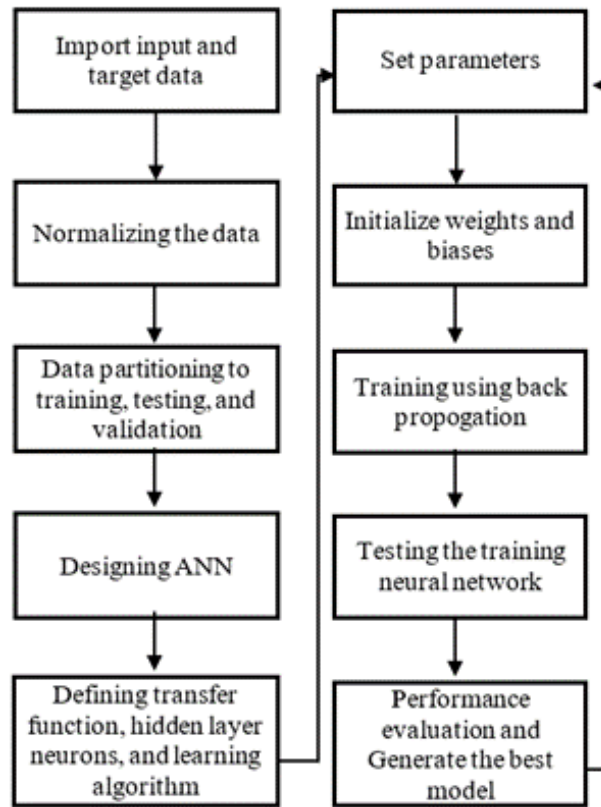 Import input and
target data
Normalizing the data
Data partitioning to
training, testing, and
validation
Designing ANN
Defining transfer
function, hidden layer
neurons, and learning
algorithm
Set parameters
Initialize weights and
biases
Training using back
propogation
Testing the training
neural network
Performance
evaluation and
Generate the best
model